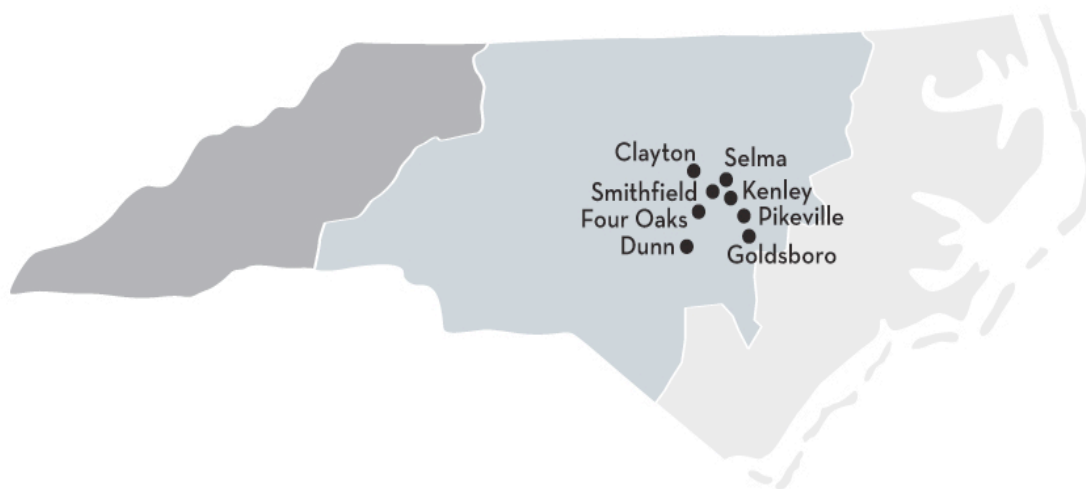 Clayton
Selma
Smithfield
Kenley
Four Oaks
Pikeville
Dunn
Goldsboro